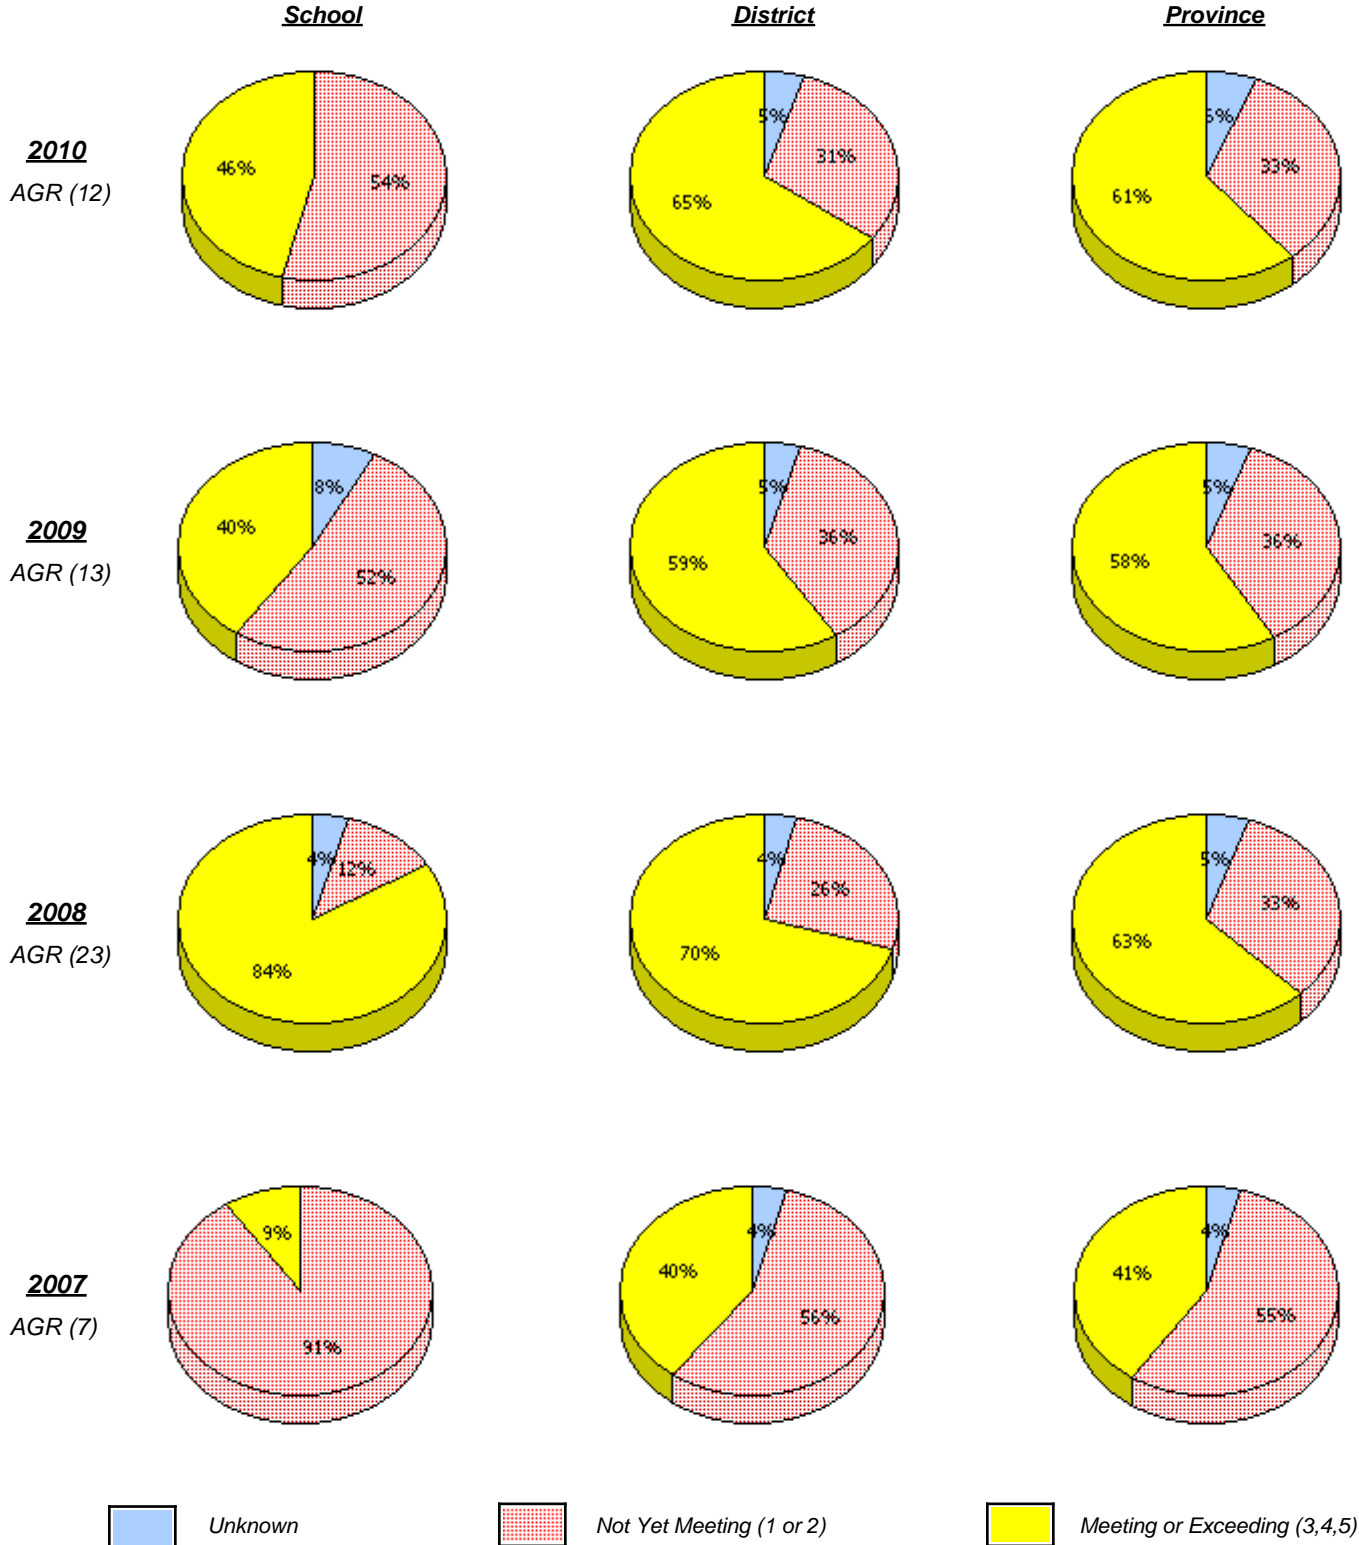 School District Province
2010
AGR (12)
46% 54% 5% 31% 65% 6% 33% 61%
2009
AGR (13)
8% 40% 52% 5% 36% 59% 5% 36% 58%
2008
AGR (23)
4% 12% 84% 4% 26% 70% 5% 33% 63%
2007
AGR (7)
9% 91% 4% 40% 56% 4% 41% 55%
Unknown Not Yet Meeting (1 or 2) Meeting or Exceeding (3,4,5)